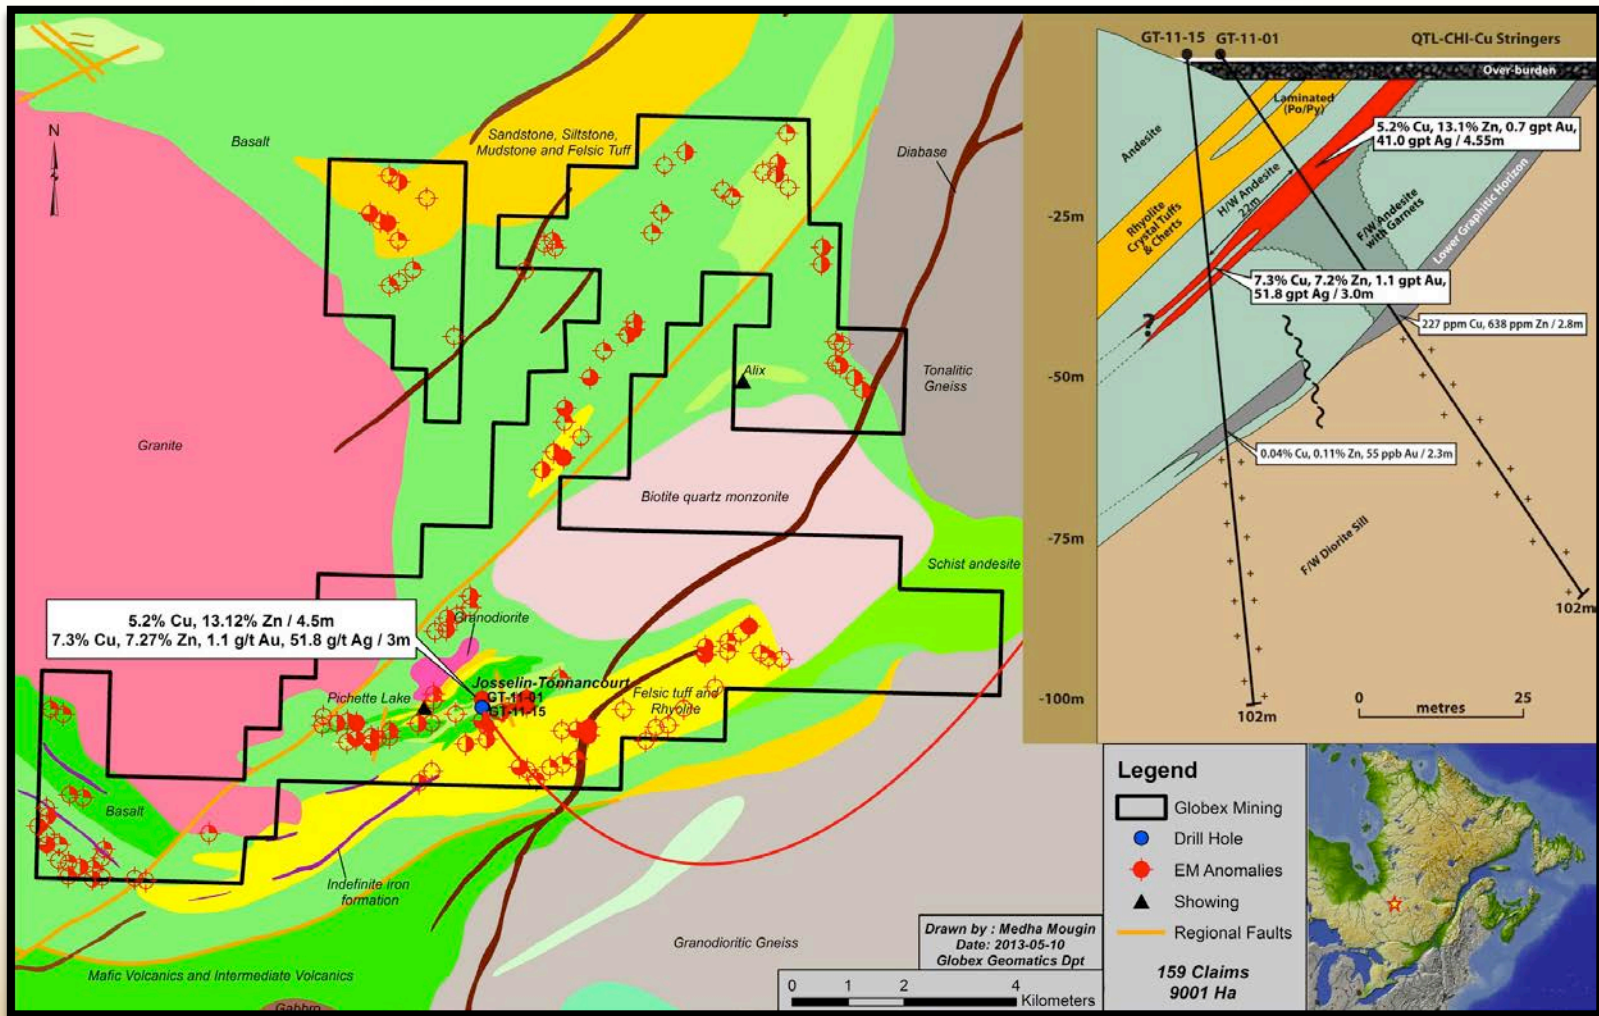 N
Basalt
Sandstone, Siltstone,
Mudstone and Felsic Tuff
Diabase
Granite
Alix
Tonalitic
Gneiss
Biotite quartz monzonite
Schist andesite
5.2% Cu, 13.12% Zn / 4.5m
7.3% Cu, 7.27% Zn, 1.1 g/t Au, 51.8 g/t Ag / 3m
Granodiorite
Josselin-Tonnancourt
Pichette Lake
GT-11-01
GT-11-15
Felsic tuff and
Rhyolite
Basalt
Indefinite iron
formation
Granodioritic Gneiss
Mafic Volcanics and Intermediate Volcanics
Gabbro
Drawn by : Medha Mougin
Date: 2013-05-10
Globex Geomatics Dpt
0 1 2 4
Kilometers
GT-11-15 GT-11-01
QTL-CHI-Cu Stringers
Over-burden
Laminated
(Po/Py)
Andesite
5.2% Cu, 13.1% Zn, 0.7 gpt Au,
41.0 gpt Ag / 4.55m
H/W Andesite
22m
-25m
Rhyolite
Crystal Tuffs
& Cherts
F/W Andesite
with Garnets
Lower Graphitic Horizon
7.3% Cu, 7.2% Zn, 1.1 gpt Au,
51.8 gpt Ag / 3.0m
?
227 ppm Cu, 638 ppm Zn / 2.8m
-50m
0.04% Cu, 0.11% Zn, 55 ppb Au / 2.3m
-75m
F/W Diorite Sill
102m
-100m
102m
0 25
metres
Legend
Globex Mining
Drill Hole
EM Anomalies
Showing
Regional Faults
159 Claims
9001 Ha